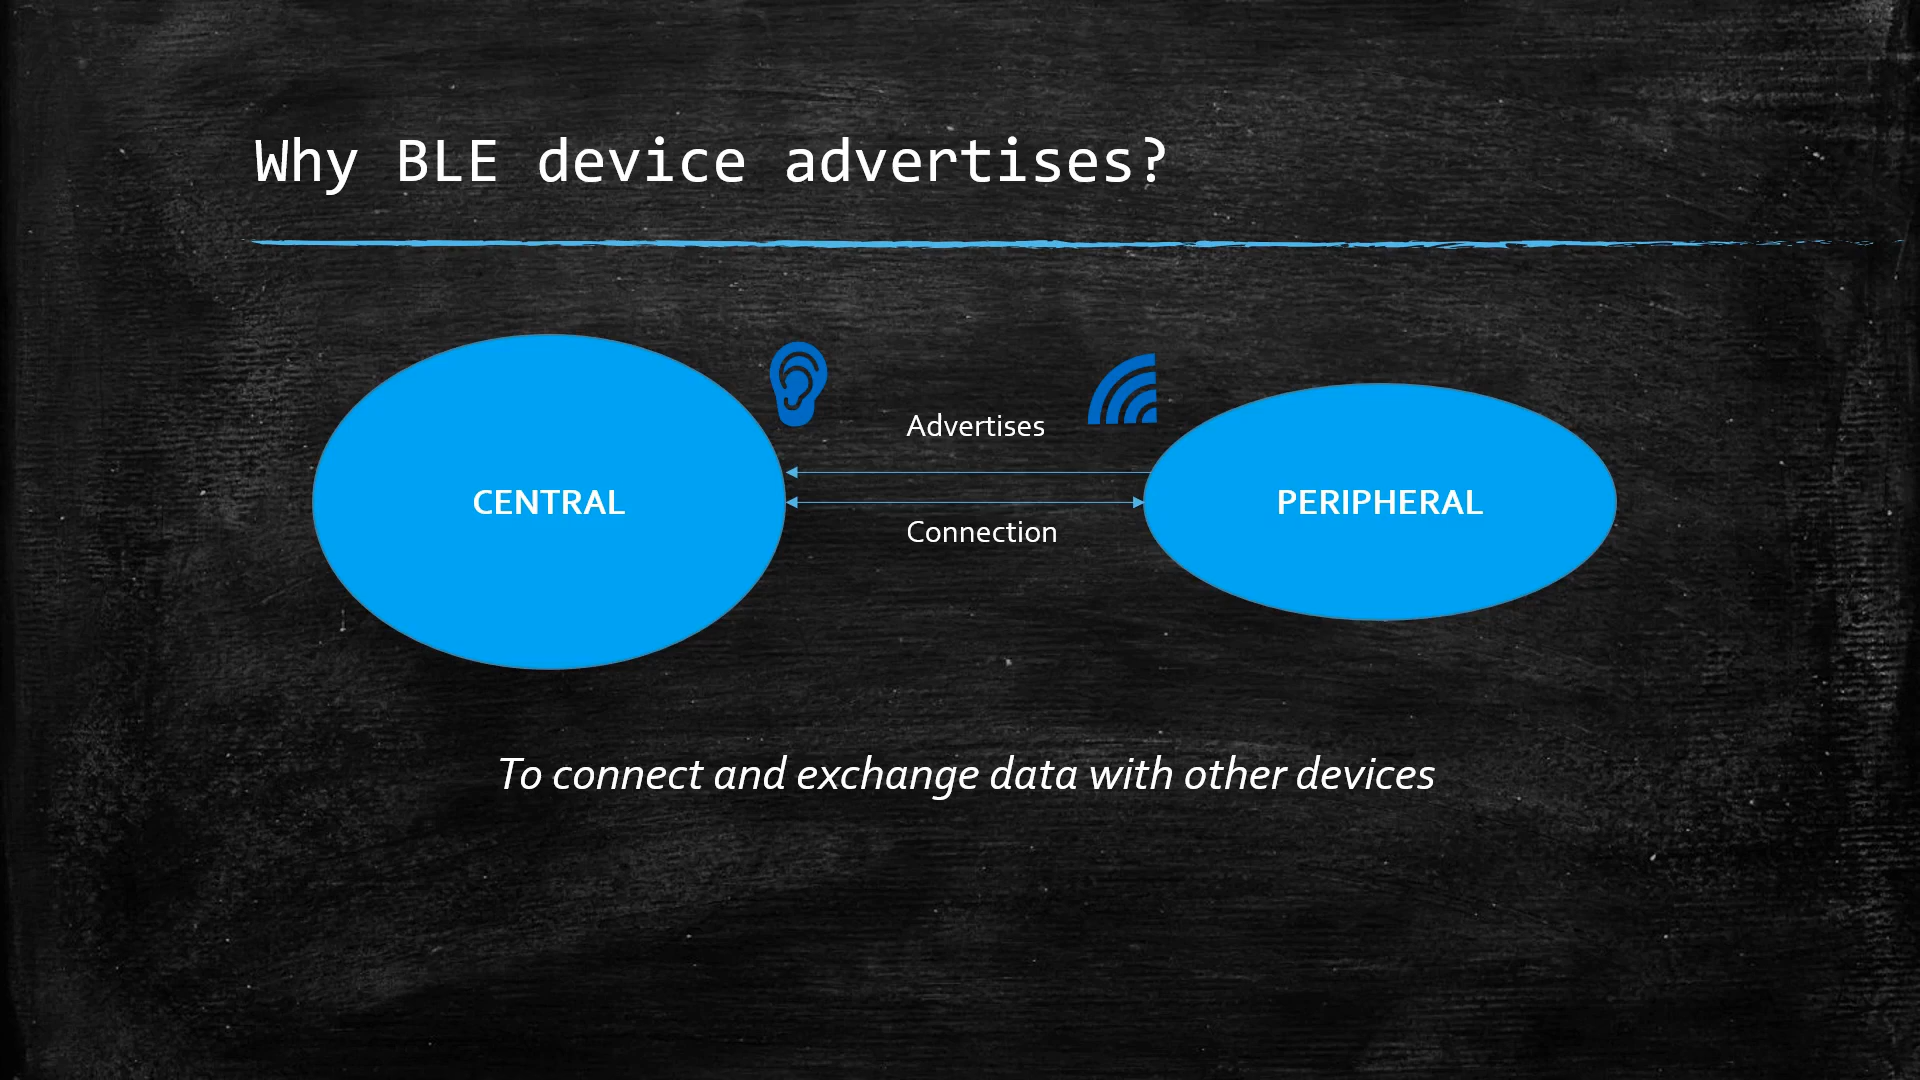 Why BLE device advertises?
Advertises
CENTRAL
PERIPHERAL
Connection
To connect and exchange data with other devices